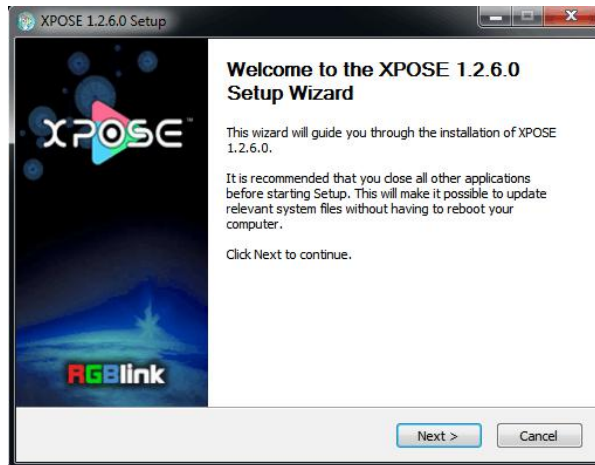 XPOSE 1.2.6.0 Setup
XPOSE™
RGBlink
Welcome to the XPOSE 1.2.6.0
Setup Wizard
This wizard will guide you through the installation of XPOSE
1.2.6.0.
It is recommended that you close all other applications
before starting Setup. This will make it possible to update
relevant system files without having to reboot your
computer.
Click Next to continue.
Next >
Cancel